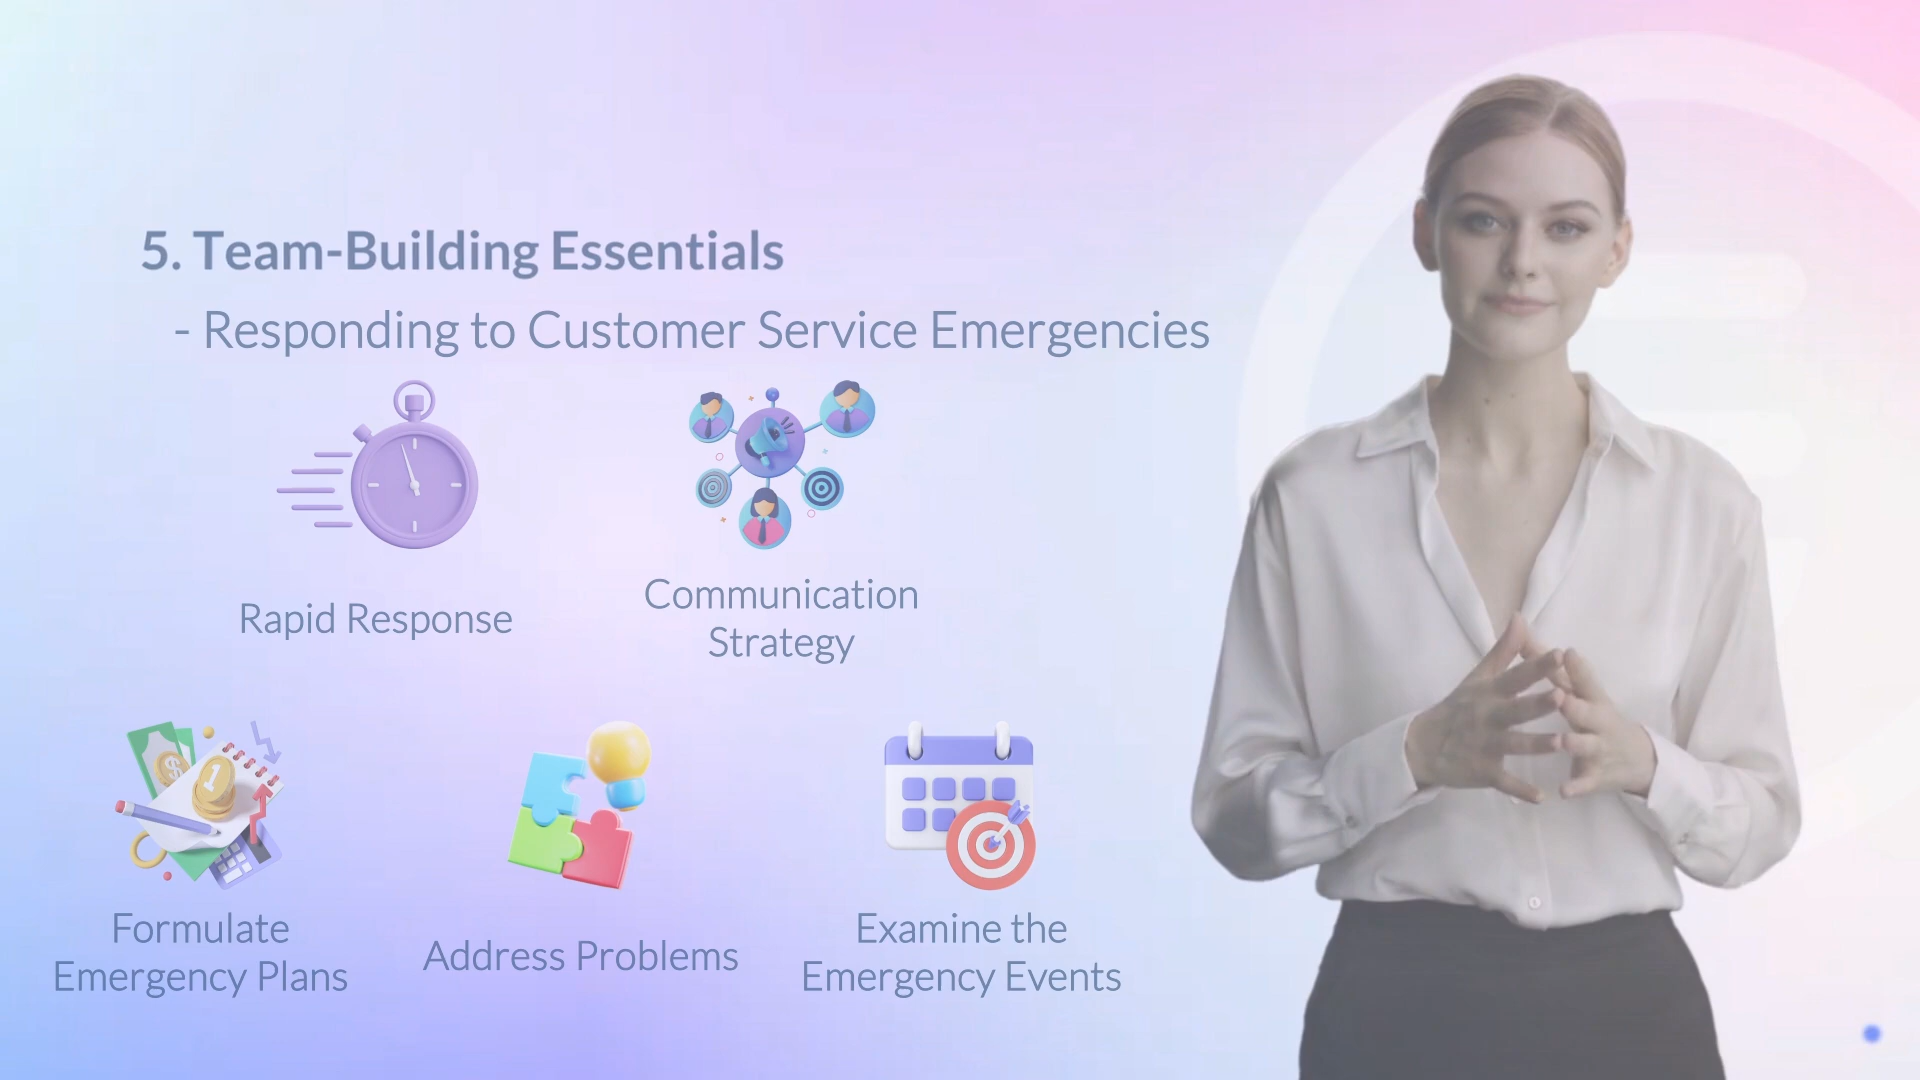 5. Team-Building Essentials
- Responding to Customer Service Emergencies
Rapid Response
Communication
Strategy
Formulate
Emergency Plans
Address Problems
Examine the
Emergency Events